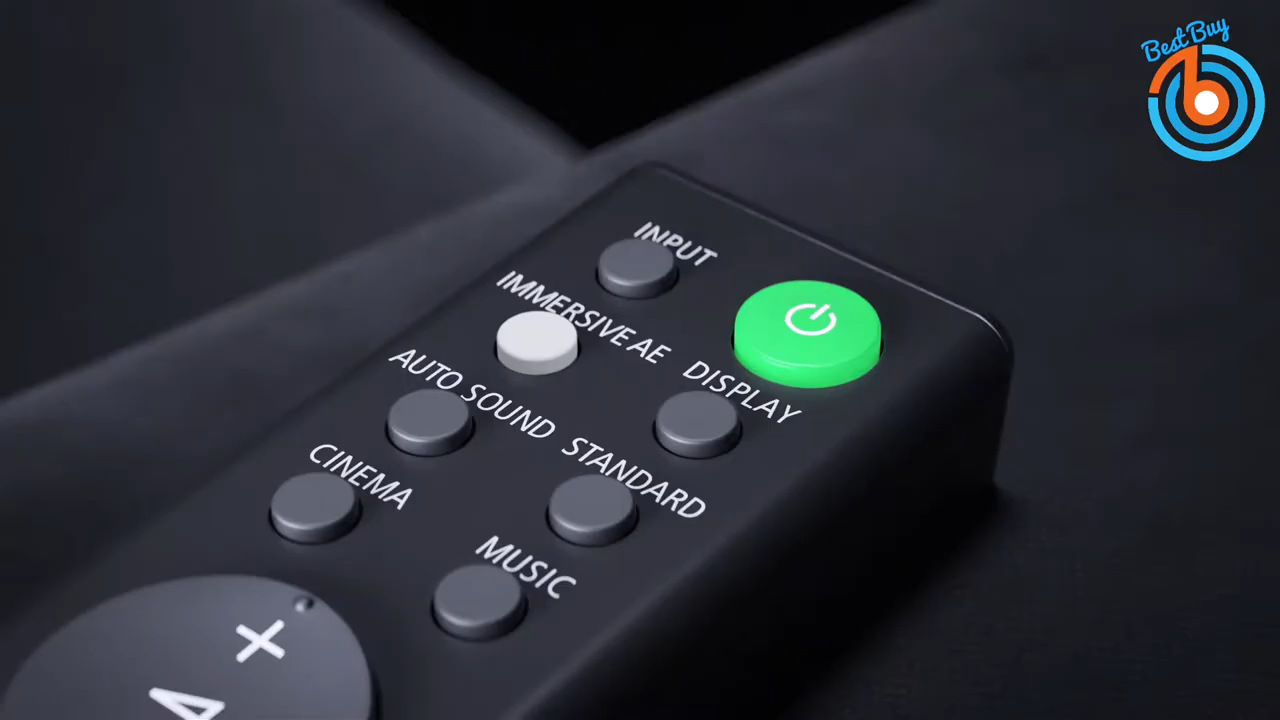 Best Buy
INPUT
IMMERSIVE AE
DISPLAY
AUTO SOUND
STANDARD
CINEMA
MUSIC
+